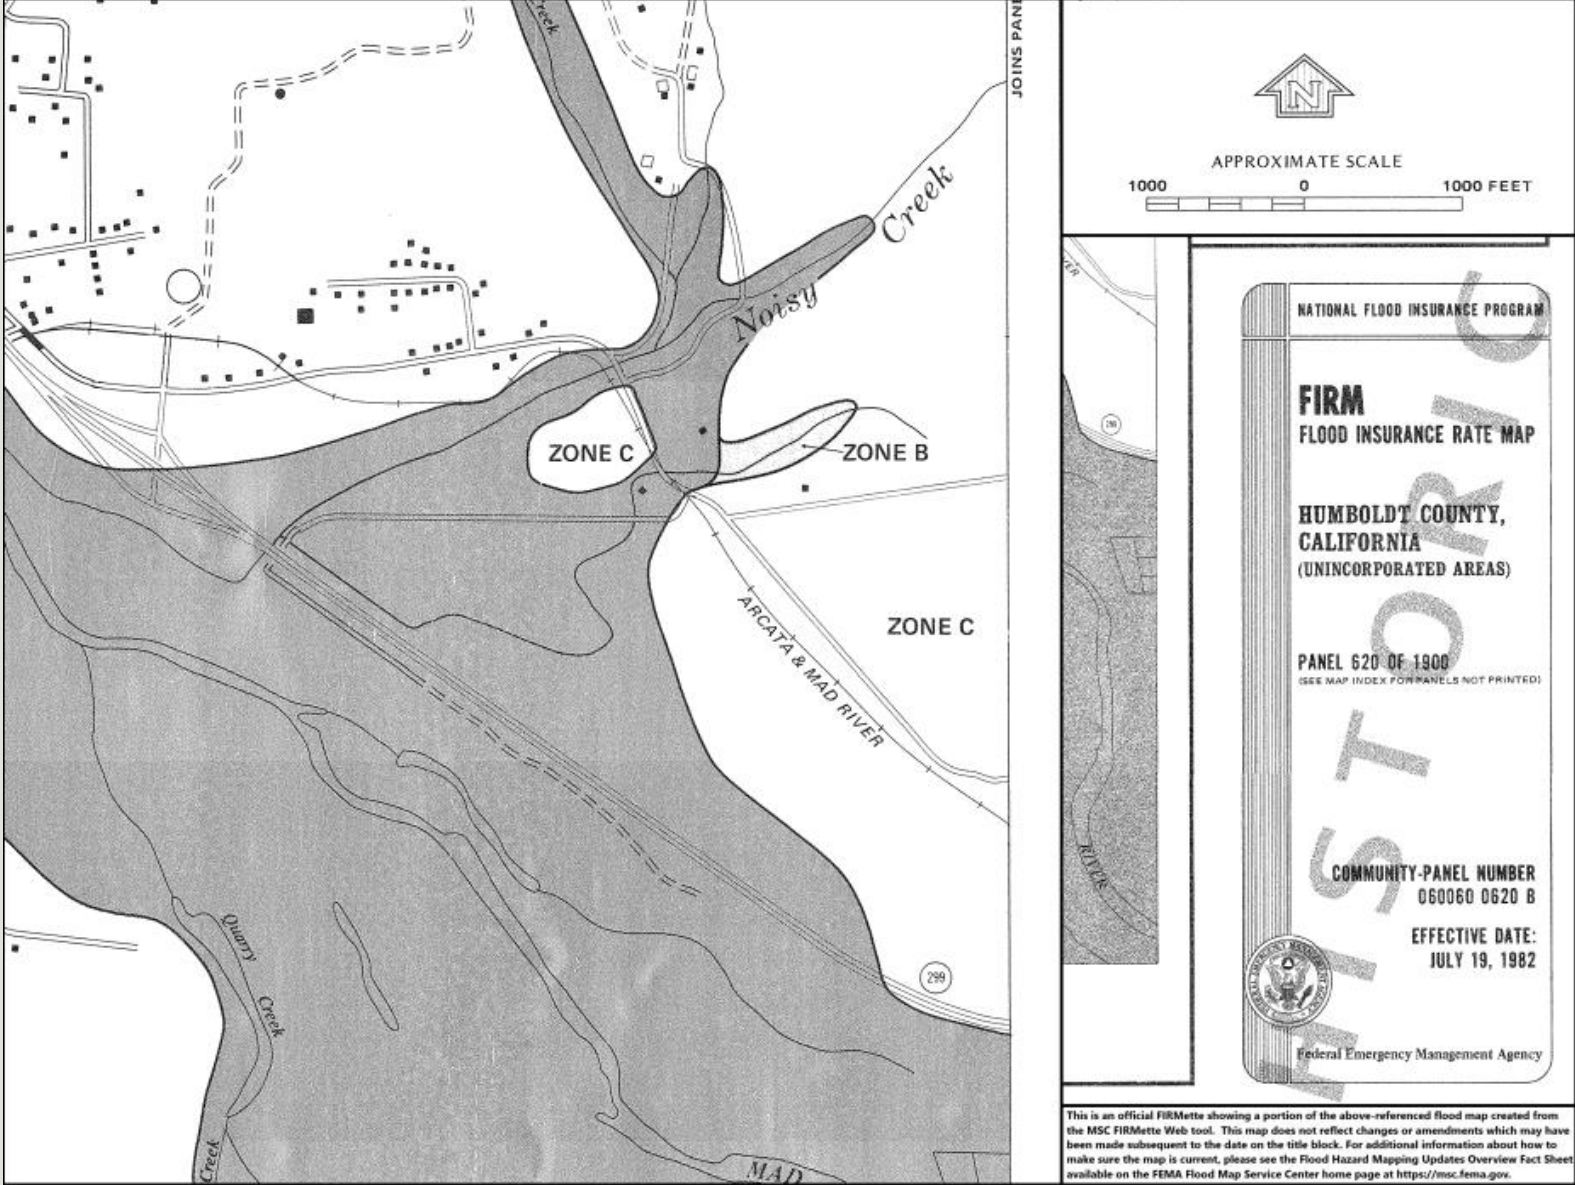 Creek
JOINS PANE
N
APPROXIMATE SCALE
1000 0 1000 FEET
Creek
Noisy
ZONE C
ZONE B
ZONE C
ARCATA & MAD RIVER
299
Quarry
Creek
Creek
MAD
298
RIVER
NATIONAL FLOOD INSURANCE PROGRAM
FIRM
FLOOD INSURANCE RATE MAP
HUMBOLDT COUNTY,
CALIFORNIA
(UNINCORPORATED AREAS)
PANEL 620 OF 1900
(SEE MAP INDEX FOR PANELS NOT PRINTED)
COMMUNITY-PANEL NUMBER
060060 0620 B
EFFECTIVE DATE:
JULY 19, 1982
Federal Emergency Management Agency
HISTORIC
This is an official FIRMette showing a portion of the above-referenced flood map created from
the MSC FIRMette Web tool. This map does not reflect changes or amendments which may have
been made subsequent to the date on the title block. For additional information about how to
make sure the map is current, please see the Flood Hazard Mapping Updates Overview Fact Sheet
available on the FEMA Flood Map Service Center home page at https://msc.fema.gov.